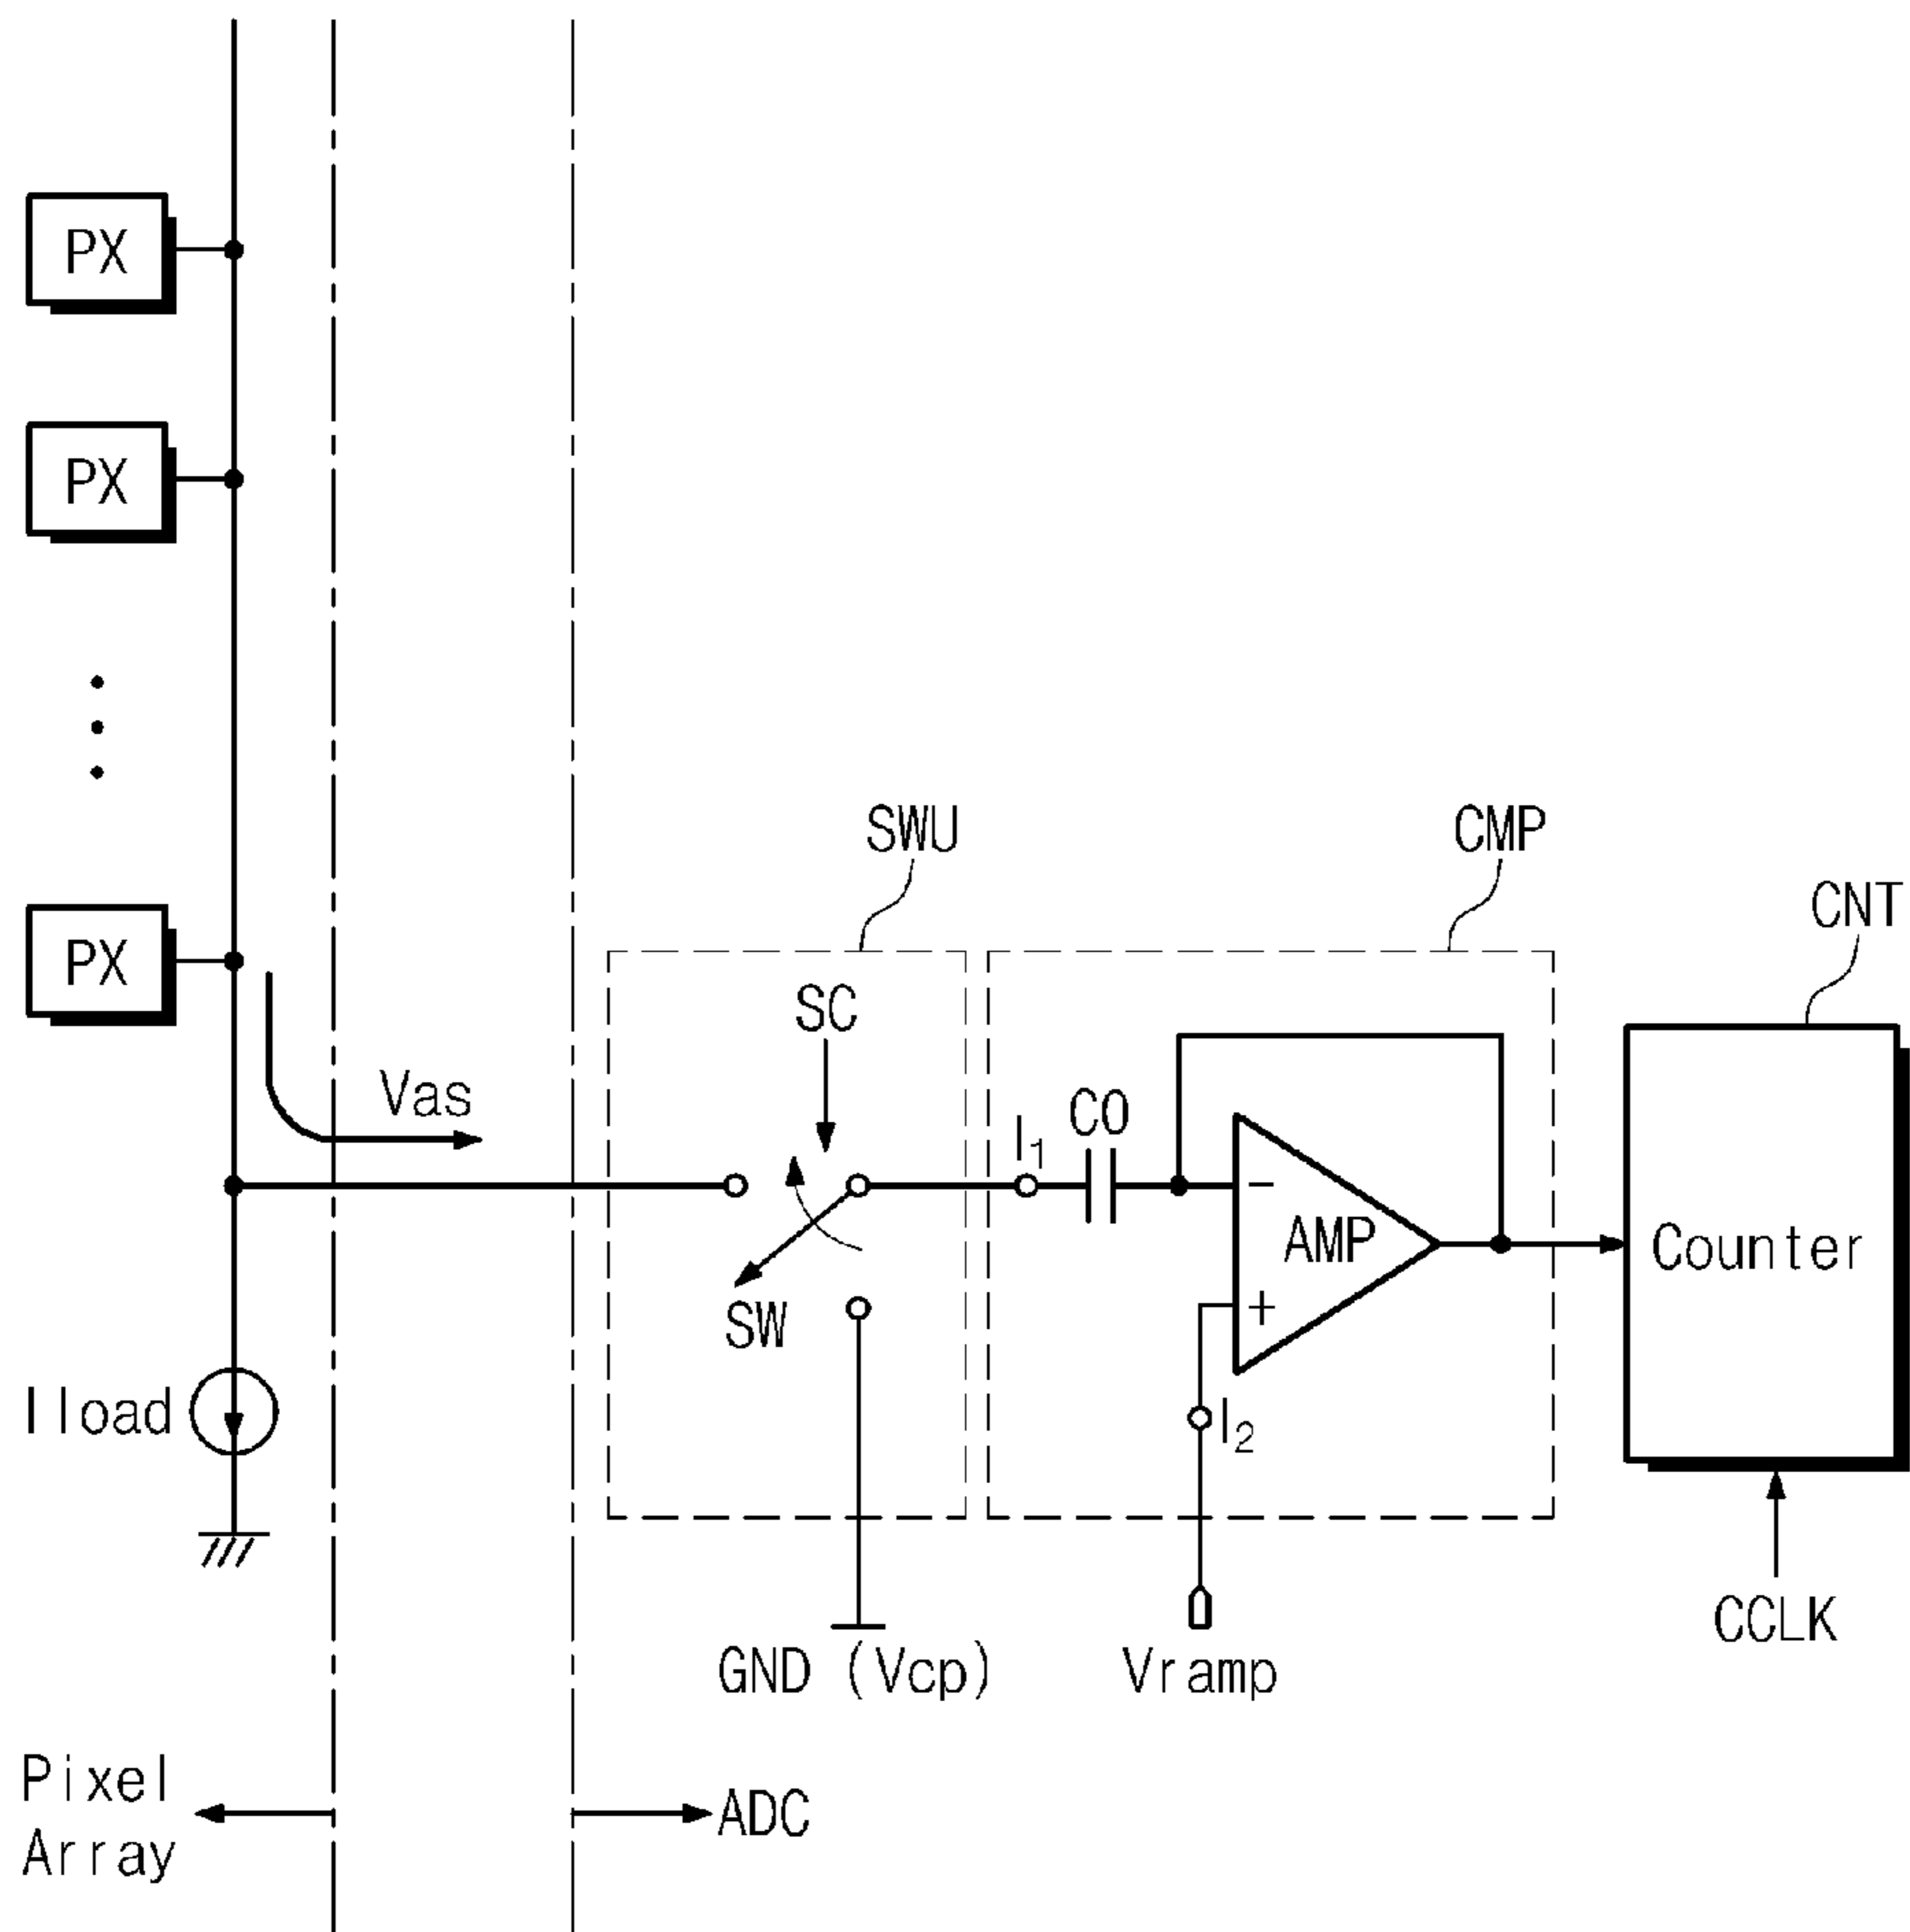 PX
PX
PX
SWU
CMP
CNT
SC
Vas
I1
CO
−
AMP
+
Counter
SW
Iload
I2
CCLK
GND (Vcp)
Vramp
Pixel
Array
ADC